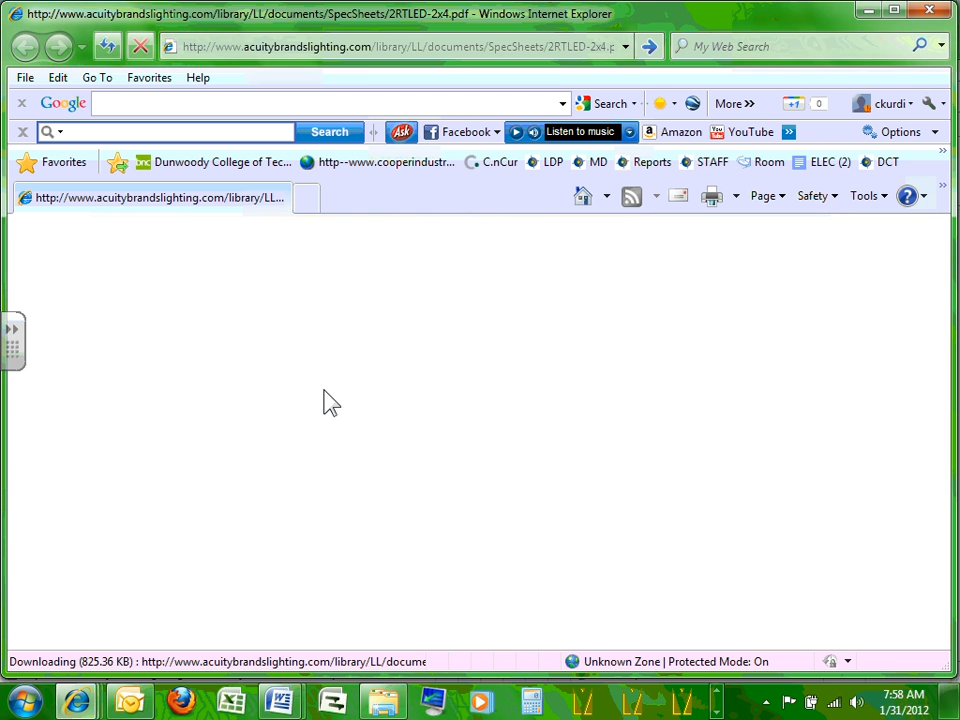 http://www.acuitybrandslighting.com/library/LL/documents/SpecSheets/2RTLED-2x4.pdf - Windows Internet Explorer
http://www.acuitybrandslighting.com/library/LL/documents/SpecSheets/2RTLED-2x4.p
My Web Search
File Edit Go To Favorites Help
x Google Search More >> +1 0 ckurdi
x Search Ask Facebook Listen to music a Amazon You Tube YouTube >> Options
Favorites Dunwoody College of Tec... http--www.cooperindustr... C.nCur LDP MD Reports STAFF Room ELEC (2) DCT >>
http://www.acuitybrandslighting.com/library/LL... Page Safety Tools ? >>
Downloading (825.36 KB) : http://www.acuitybrandslighting.com/library/LL/docume Unknown Zone | Protected Mode: On
7:58 AM
1/31/2012